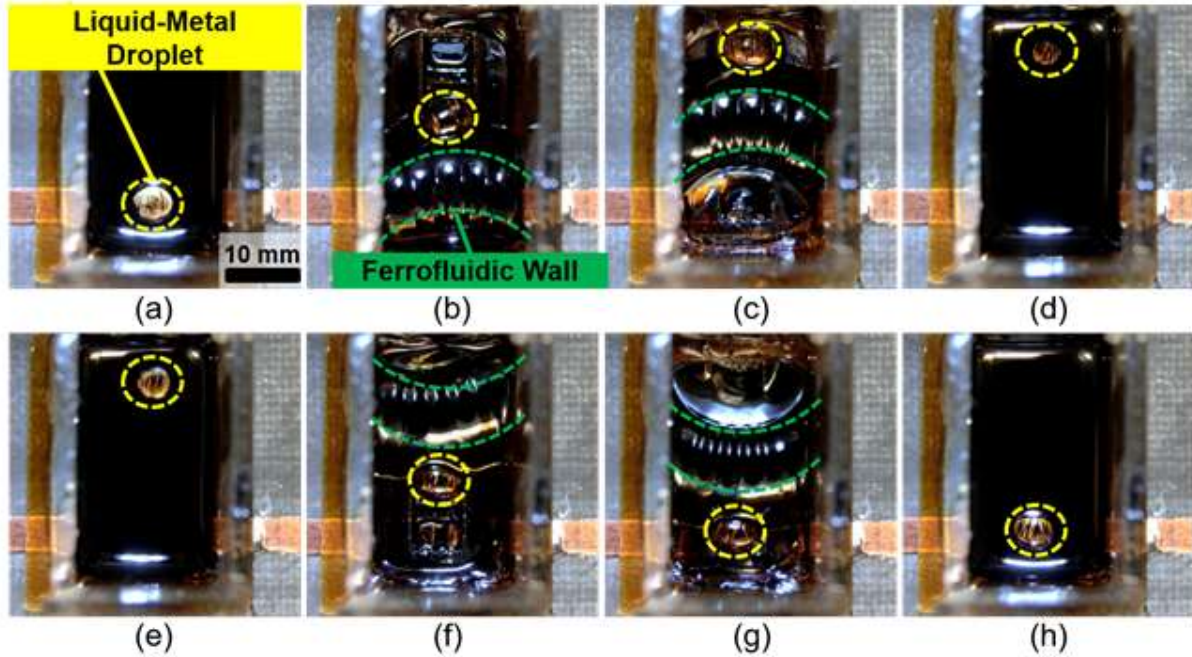 Liquid-Metal
Droplet
10 mm
Ferrofluidic Wall
(a)
(b)
(c)
(d)
(e)
(f)
(g)
(h)